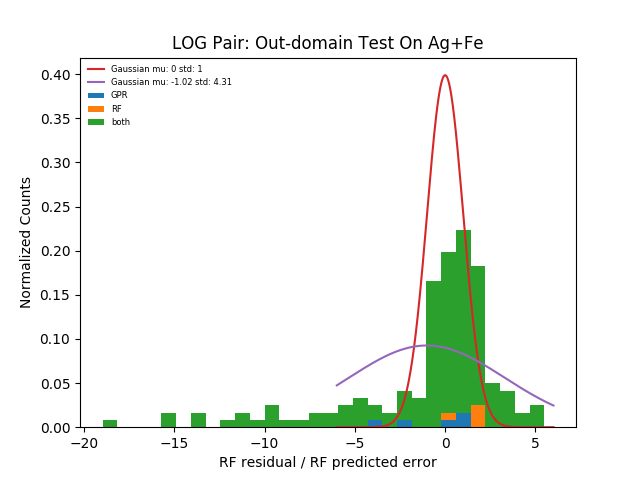 LOG Pair: Out-domain Test On Ag+Fe
Gaussian mu: 0 std: 1
Gaussian mu: -1.02 std: 4.31
GPR
RF
both
Normalized Counts
0.40
0.35
0.30
0.25
0.20
0.15
0.10
0.05
0.00
−20
−15
−10
−5
0
5
RF residual / RF predicted error